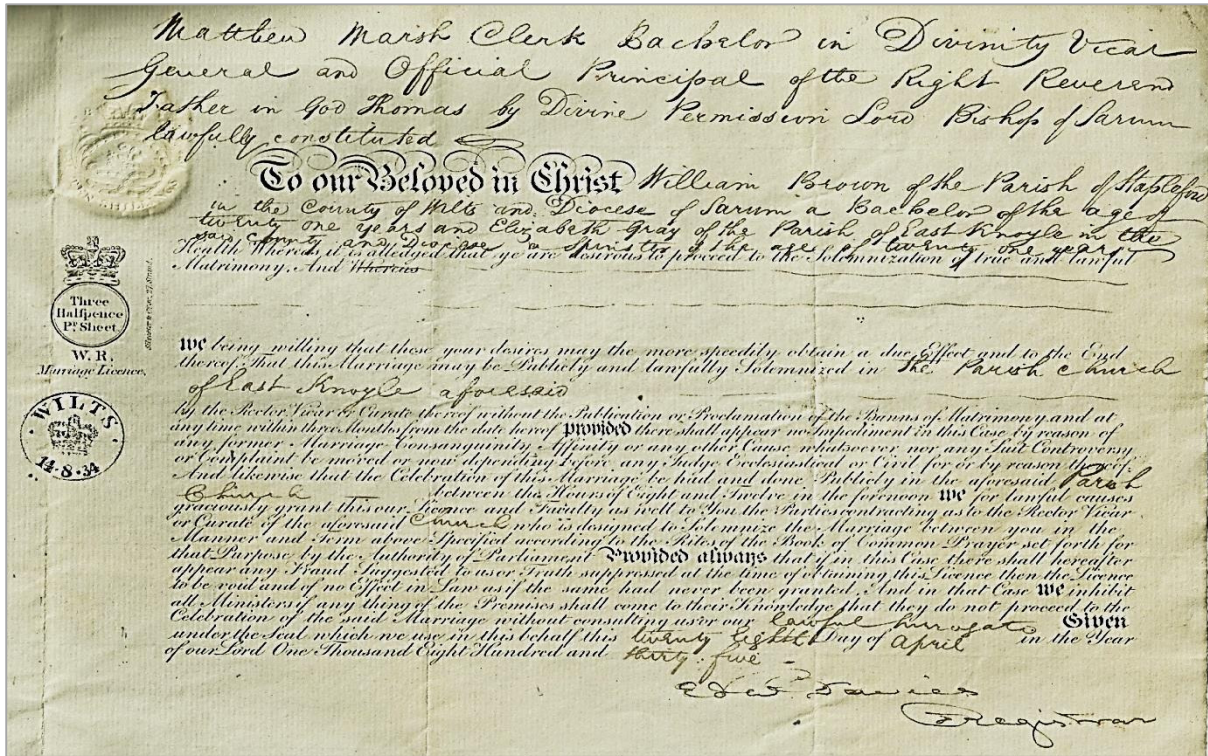 Matthew Marsh Clerk Bachelor in Divinity Vicar
General and Official Principal of the Right Reverend
Father in God Thomas by Divine Permission Lord Bishop of Sarum
lawfully constituted
To our Beloved in Christ William Brown of the Parish of Stapleford
in the County of Wilts and Diocese of Sarum a Bachelor of the age of
twenty one years and Elizabeth Gray of the Parish of East Knoyle in the
said County and Diocese a Spinster of the age of twenty one years
Health Whereas it is alledged that ye are desirous to proceed to the Solemnization of true and lawful
Matrimony, And Whereas
Three
Halfpence
Pr. Sheet.
W. R.
Marriage Licence.
WILTS
14·8·34
we being willing that these your desires may the more speedily obtain a due Effect and to the End
thereof That this Marriage may be Publicly and lawfully Solemnized in The Parish Church
of East Knoyle aforesaid
by the Rector Vicar or Curate thereof without the Publication or Proclamation of the Banns of Matrimony and at
any time within three Months from the date hereof provided there shall appear no Impediment in this Case by reason of
any former Marriage Consanguinity Affinity or any other Cause whatsoever nor any Suit Controversy
or Complaint be moved or now depending before any Judge Ecclesiastical or Civil for or by reason thereof
And likewise that the Celebration of this Marriage be had and done Publicly in the aforesaid Parish
Church between the Hours of Eight and Twelve in the forenoon we for lawful causes
graciously grant this our Licence and Faculty as well to You the Parties contracting as to the Rector Vicar
or Curate of the aforesaid Church who is designed to Solemnize the Marriage between you in the
Manner and Form above Specified according to the Rites of the Book of Common Prayer set forth for
that Purpose by the Authority of Parliament Provided always that if in this Case there shall hereafter
appear any Fraud Suggested to us or Truth suppressed at the time of obtaining this Licence then the Licence
to be void and of no Effect in Law as if the same had never been granted And in that Case we inhibit
all Ministers if any thing of the Premises shall come to their Knowledge that they do not proceed to the
Celebration of the said Marriage without consulting us or our lawful Surrogate Given
under the Seal which we use in this behalf this twenty eighth Day of April in the Year
of our Lord One Thousand Eight Hundred and thirty five
Edwd. Davies
Registrar